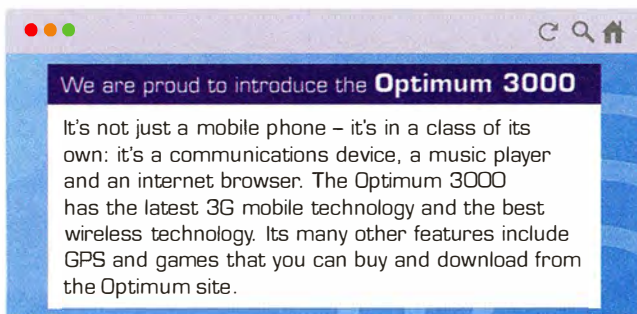 We are proud to introduce the Optimum 3000
It's not just a mobile phone – it's in a class of its
own: it's a communications device, a music player
and an internet browser. The Optimum 3000
has the latest 3G mobile technology and the best
wireless technology. Its many other features include
GPS and games that you can buy and download from
the Optimum site.